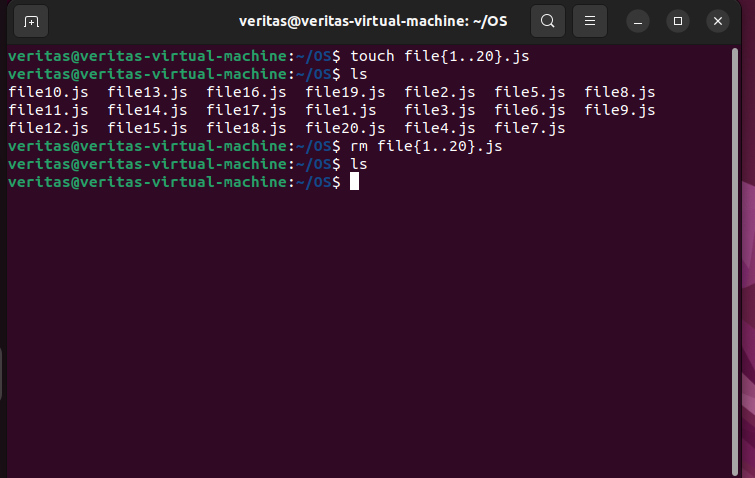 veritas@veritas-virtual-machine: ~/OS
veritas@veritas-virtual-machine:~/OS$ touch file{1..20}.js
veritas@veritas-virtual-machine:~/OS$ ls
file10.js  file13.js  file16.js  file19.js  file2.js  file5.js  file8.js
file11.js  file14.js  file17.js  file1.js   file3.js  file6.js  file9.js
file12.js  file15.js  file18.js  file20.js  file4.js  file7.js
veritas@veritas-virtual-machine:~/OS$ rm file{1..20}.js
veritas@veritas-virtual-machine:~/OS$ ls
veritas@veritas-virtual-machine:~/OS$